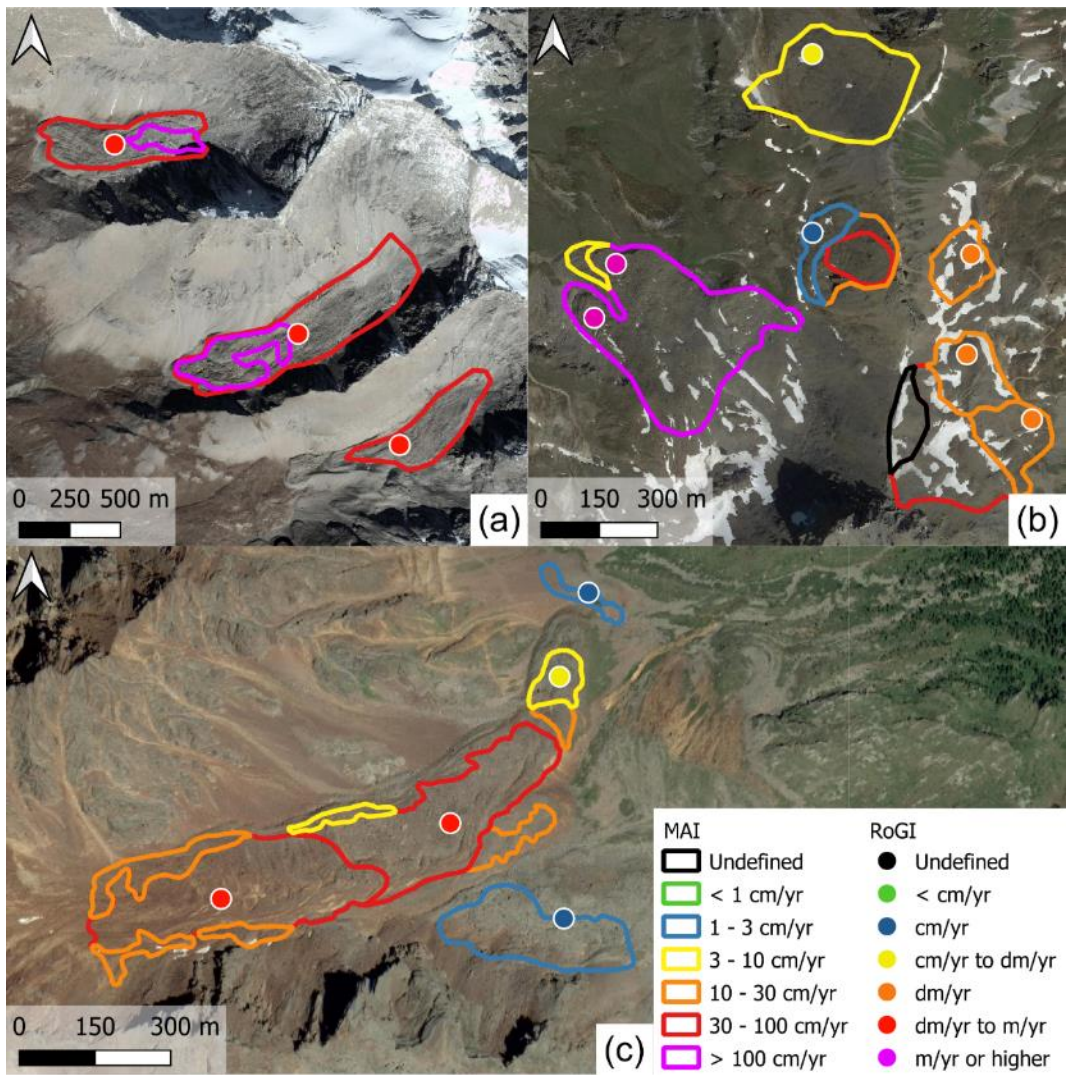 0 250 500 m
(a)
0 150 300 m
(b)
0 150 300 m
(c)
MAI
Undefined
< 1 cm/yr
1 - 3 cm/yr
3 - 10 cm/yr
10 - 30 cm/yr
30 - 100 cm/yr
> 100 cm/yr
RoGI
Undefined
< cm/yr
cm/yr
cm/yr to dm/yr
dm/yr
dm/yr to m/yr
m/yr or higher